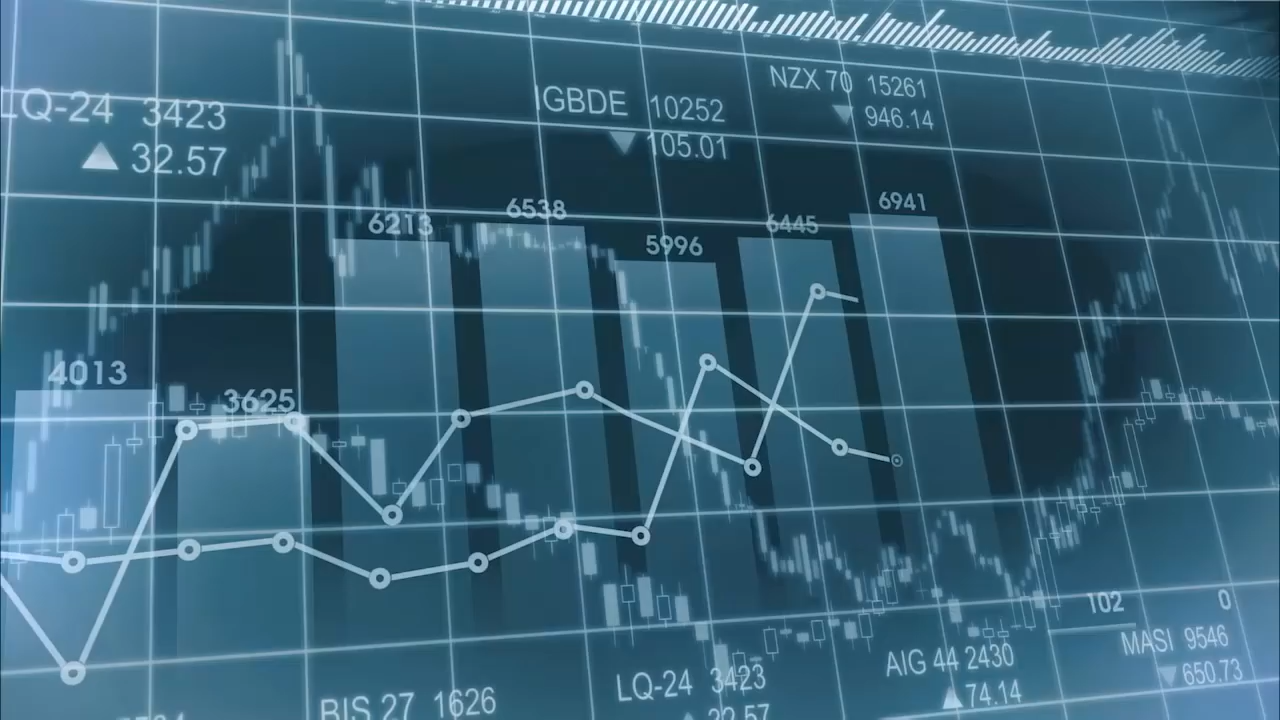 LQ-24 3423
32.57
IGBDE 10252
105.01
NZX 70 15261
946.14
4013
3625
6213
6538
5996
6445
6941
102 0
MASI 9546
650.73
AIG 44 2430
74.14
LQ-24 3423
BIS 27 1626